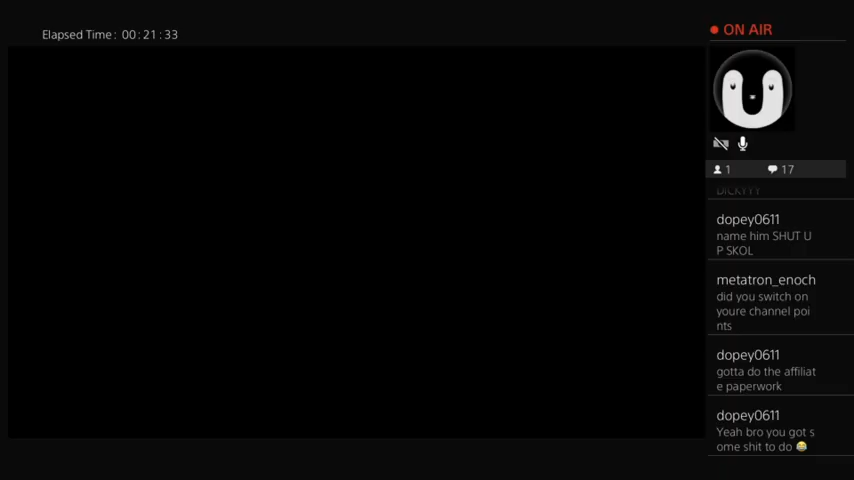 Elapsed Time: 00:21:33
ON AIR
1 17
DICKYYY
dopey0611
name him SHUT U
P SKOL
metatron_enoch
did you switch on
youre channel poi
nts
dopey0611
gotta do the affiliat
e paperwork
dopey0611
Yeah bro you got s
ome shit to do 😂